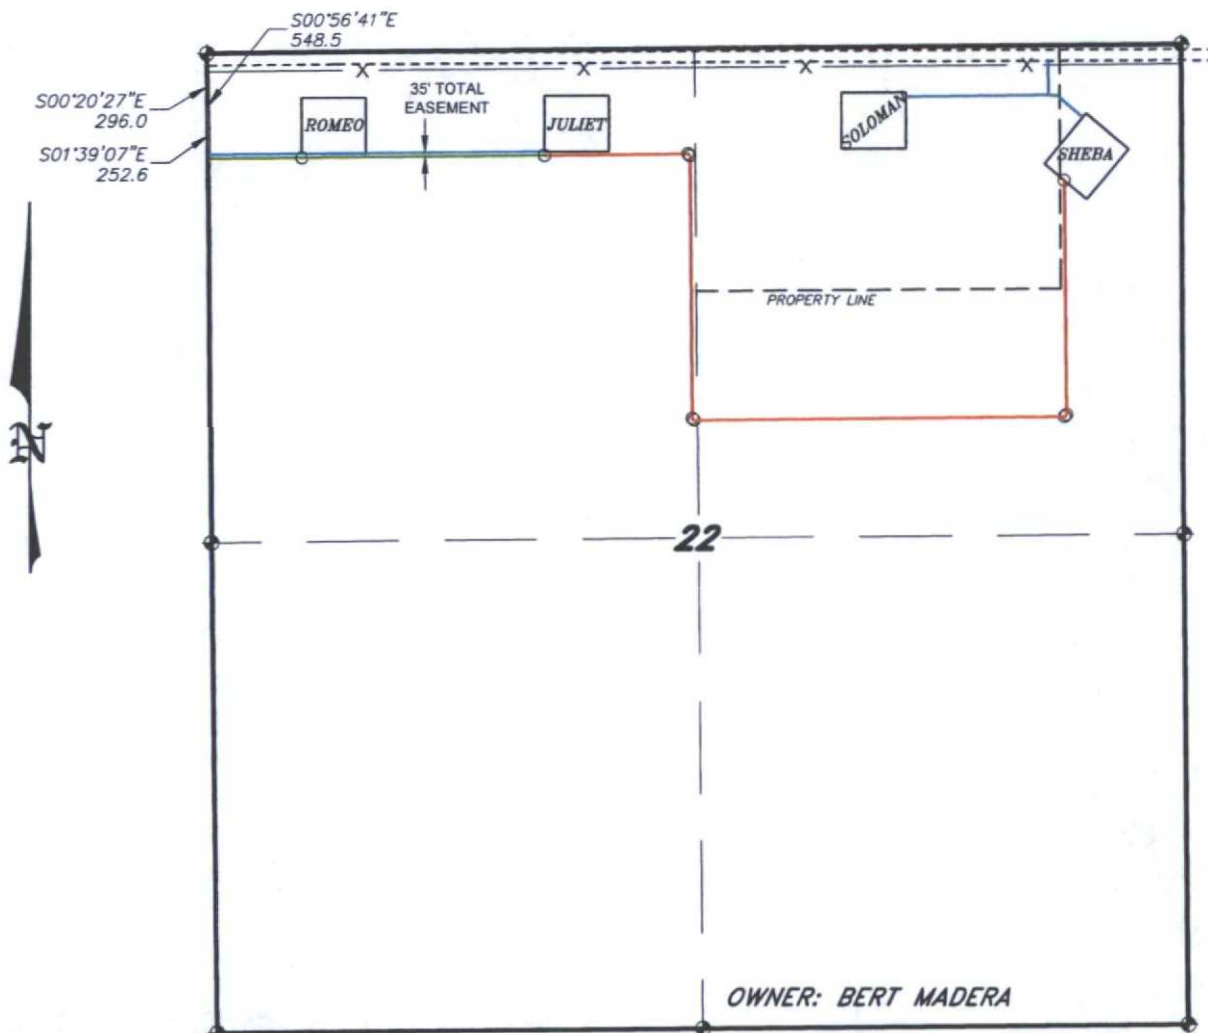 S00°56'41"E
548.5
S00°20'27"E
296.0
35' TOTAL
EASEMENT
ROMEO
JULIET
SOLOMAN
SHEBA
S01°39'07"E
252.6
PROPERTY LINE
N
22
OWNER: BERT MADERA